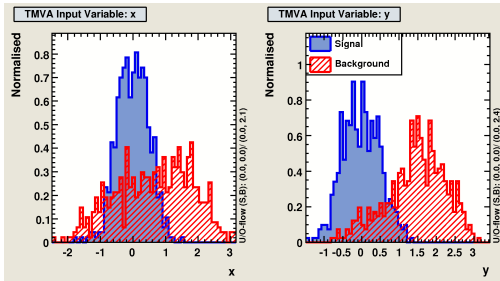 TMVA Input Variable: x
Normalised
0.8
0.7
0.6
0.5
0.4
0.3
0.2
0.1
0
-2 -1 0 1 2 3
x
U/O-flow (S,B): (0.0, 0.0)/ (0.0, 2.1)
TMVA Input Variable: y
Normalised
Signal
Background
1
0.8
0.6
0.4
0.2
0
-1 -0.5 0 0.5 1 1.5 2 2.5 3
y
U/O-flow (S,B): (0.0, 0.0)/ (0.0, 2.4)